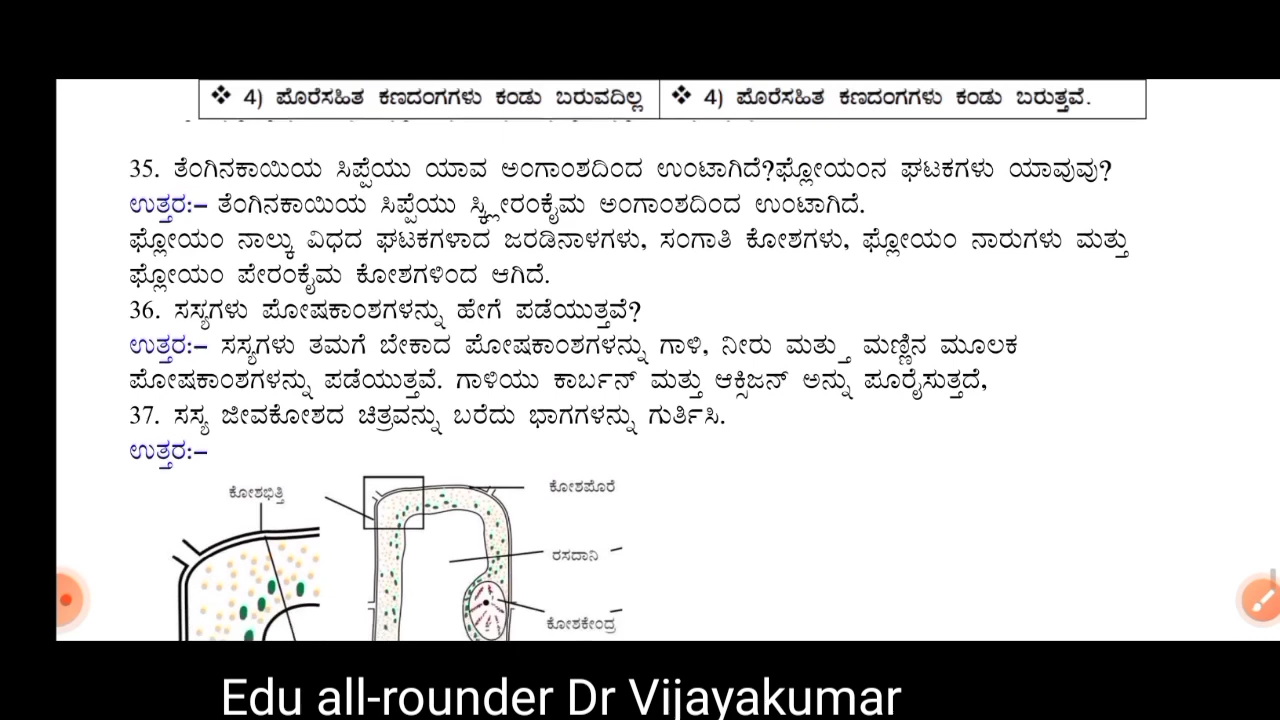 ❖ 4) ಪೊರೆಸಹಿತ ಕಣದಂಗಗಳು ಕಂಡು ಬರುವದಿಲ್ಲ ❖ 4) ಪೊರೆಸಹಿತ ಕಣದಂಗಗಳು ಕಂಡು ಬರುತ್ತವೆ.
35. ತೆಂಗಿನಕಾಯಿಯ ಸಿಪ್ಪೆಯು ಯಾವ ಅಂಗಾಂಶದಿಂದ ಉಂಟಾಗಿದೆ?ಫ್ಲೋಯಂನ ಘಟಕಗಳು ಯಾವುವು?
ಉತ್ತರ:– ತೆಂಗಿನಕಾಯಿಯ ಸಿಪ್ಪೆಯು ಸ್ಕ್ಲೀರಂಕೈಮ ಅಂಗಾಂಶದಿಂದ ಉಂಟಾಗಿದೆ.
ಫ್ಲೋಯಂ ನಾಲ್ಕು ವಿಧದ ಘಟಕಗಳಾದ ಜರಡಿನಾಳಗಳು, ಸಂಗಾತಿ ಕೋಶಗಳು, ಫ್ಲೋಯಂ ನಾರುಗಳು ಮತ್ತು
ಫ್ಲೋಯಂ ಪೇರಂಕೈಮ ಕೋಶಗಳಿಂದ ಆಗಿದೆ.
36. ಸಸ್ಯಗಳು ಪೋಷಕಾಂಶಗಳನ್ನು ಹೇಗೆ ಪಡೆಯುತ್ತವೆ?
ಉತ್ತರ:– ಸಸ್ಯಗಳು ತಮಗೆ ಬೇಕಾದ ಪೋಷಕಾಂಶಗಳನ್ನು ಗಾಳಿ, ನೀರು ಮತ್ತು ಮಣ್ಣಿನ ಮೂಲಕ
ಪೋಷಕಾಂಶಗಳನ್ನು ಪಡೆಯುತ್ತವೆ. ಗಾಳಿಯು ಕಾರ್ಬನ್ ಮತ್ತು ಆಕ್ಸಿಜನ್ ಅನ್ನು ಪೂರೈಸುತ್ತದೆ,
37. ಸಸ್ಯ ಜೀವಕೋಶದ ಚಿತ್ರವನ್ನು ಬರೆದು ಭಾಗಗಳನ್ನು ಗುರ್ತಿಸಿ.
ಉತ್ತರ:–
ಕೋಶಭಿತ್ತಿ
ಕೋಶಪೊರೆ
ರಸದಾನಿ
ಕೋಶಕೇಂದ್ರ
Edu all-rounder Dr Vijayakumar